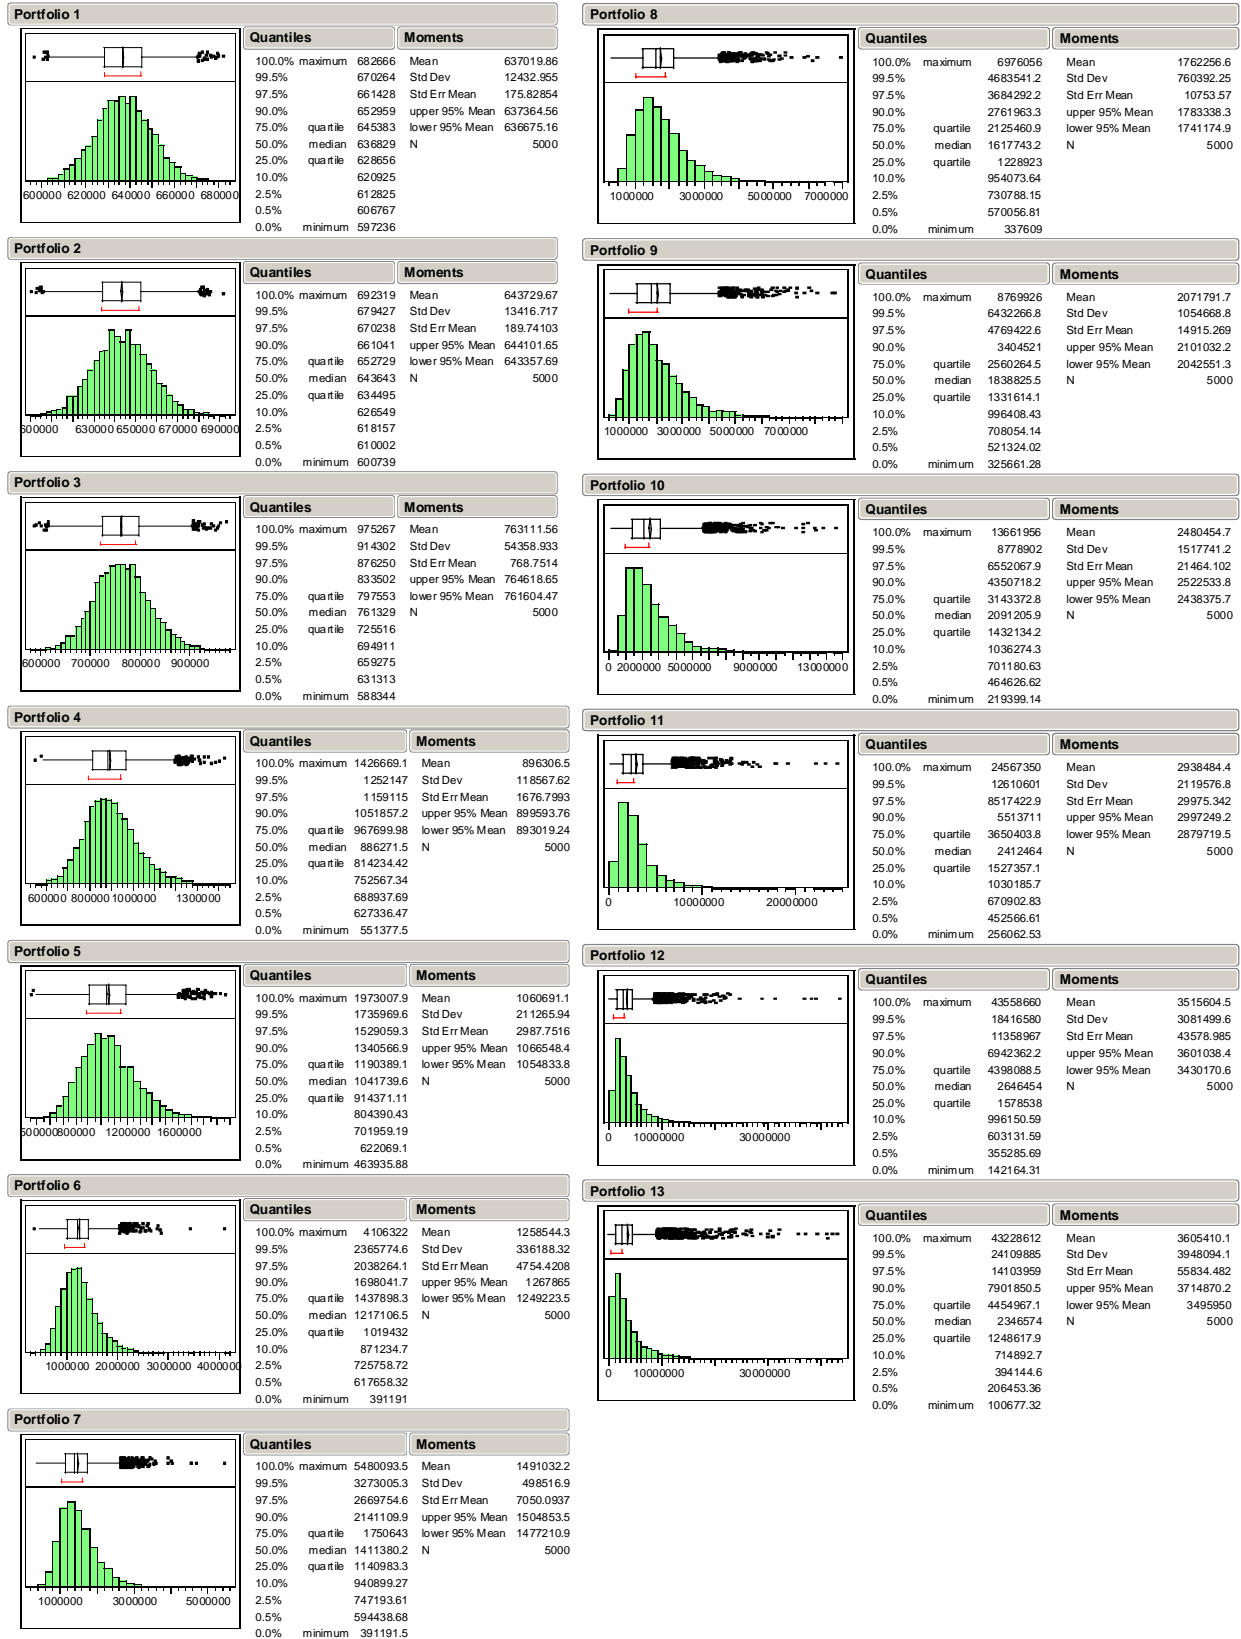 Portfolio 1
Quantiles Moments
100.0% maximum 682666 Mean 637019.86
99.5% 670264 Std Dev 12432.955
97.5% 661428 Std Err Mean 175.82854
90.0% 652959 upper 95% Mean 637364.56
75.0% quartile 645383 lower 95% Mean 636675.16
50.0% median 636829 N 5000
25.0% quartile 628656
10.0% 620925
2.5% 612825
0.5% 606767
0.0% minimum 597236
600000 620000 640000 660000 680000
Portfolio 2
Quantiles Moments
100.0% maximum 692319 Mean 643729.67
99.5% 679427 Std Dev 13416.717
97.5% 670238 Std Err Mean 189.74103
90.0% 661041 upper 95% Mean 644101.65
75.0% quartile 652729 lower 95% Mean 643357.69
50.0% median 643643 N 5000
25.0% quartile 634495
10.0% 626549
2.5% 618157
0.5% 610002
0.0% minimum 600739
600000 630000 650000 670000 690000
Portfolio 3
Quantiles Moments
100.0% maximum 975267 Mean 763111.56
99.5% 914302 Std Dev 54358.933
97.5% 876250 Std Err Mean 768.7514
90.0% 833502 upper 95% Mean 764618.65
75.0% quartile 797553 lower 95% Mean 761604.47
50.0% median 761329 N 5000
25.0% quartile 725516
10.0% 694911
2.5% 659275
0.5% 631313
0.0% minimum 588344
600000 700000 800000 900000
Portfolio 4
Quantiles Moments
100.0% maximum 1426669.1 Mean 896306.5
99.5% 1252147 Std Dev 118567.62
97.5% 1159115 Std Err Mean 1676.7993
90.0% 1051857.2 upper 95% Mean 899593.76
75.0% quartile 967699.98 lower 95% Mean 893019.24
50.0% median 886271.5 N 5000
25.0% quartile 814234.42
10.0% 752567.34
2.5% 688937.69
0.5% 627336.47
0.0% minimum 551377.5
600000 800000 1000000 1300000
Portfolio 5
Quantiles Moments
100.0% maximum 1973007.9 Mean 1060691.1
99.5% 1735969.6 Std Dev 211265.94
97.5% 1529059.3 Std Err Mean 2987.7516
90.0% 1340566.9 upper 95% Mean 1066548.4
75.0% quartile 1190389.1 lower 95% Mean 1054833.8
50.0% median 1041739.6 N 5000
25.0% quartile 914371.11
10.0% 804390.43
2.5% 701959.19
0.5% 622069.1
0.0% minimum 463935.88
500000 800000 1200000 1600000
Portfolio 6
Quantiles Moments
100.0% maximum 4106322 Mean 1258544.3
99.5% 2365774.6 Std Dev 336188.32
97.5% 2038264.1 Std Err Mean 4754.4208
90.0% 1698041.7 upper 95% Mean 1267865
75.0% quartile 1437898.3 lower 95% Mean 1249223.5
50.0% median 1217106.5 N 5000
25.0% quartile 1019432
10.0% 871234.7
2.5% 725758.72
0.5% 617658.32
0.0% minimum 391191
1000000 2000000 3000000 4000000
Portfolio 7
Quantiles Moments
100.0% maximum 5480093.5 Mean 1491032.2
99.5% 3273005.3 Std Dev 498516.9
97.5% 2669754.6 Std Err Mean 7050.0937
90.0% 2141109.9 upper 95% Mean 1504853.5
75.0% quartile 1750643 lower 95% Mean 1477210.9
50.0% median 1411380.2 N 5000
25.0% quartile 1140983.3
10.0% 940899.27
2.5% 747193.61
0.5% 594438.68
0.0% minimum 391191.5
1000000 3000000 5000000
Portfolio 8
Quantiles Moments
100.0% maximum 6976056 Mean 1762256.6
99.5% 4683541.2 Std Dev 760392.25
97.5% 3684292.2 Std Err Mean 10753.57
90.0% 2761963.3 upper 95% Mean 1783338.3
75.0% quartile 2125460.9 lower 95% Mean 1741174.9
50.0% median 1617743.2 N 5000
25.0% quartile 1228923
10.0% 954073.64
2.5% 730788.15
0.5% 570056.81
0.0% minimum 337609
1000000 3000000 5000000 7000000
Portfolio 9
Quantiles Moments
100.0% maximum 8769926 Mean 2071791.7
99.5% 6432266.8 Std Dev 1054668.8
97.5% 4769422.6 Std Err Mean 14915.269
90.0% 3404521 upper 95% Mean 2101032.2
75.0% quartile 2560264.5 lower 95% Mean 2042551.3
50.0% median 1838825.5 N 5000
25.0% quartile 1331614.1
10.0% 996408.43
2.5% 708054.14
0.5% 521324.02
0.0% minimum 325661.28
1000000 3000000 5000000 7000000
Portfolio 10
Quantiles Moments
100.0% maximum 13661956 Mean 2480454.7
99.5% 8778902 Std Dev 1517741.2
97.5% 6552067.9 Std Err Mean 21464.102
90.0% 4350718.2 upper 95% Mean 2522533.8
75.0% quartile 3143372.8 lower 95% Mean 2438375.7
50.0% median 2091205.9 N 5000
25.0% quartile 1432134.2
10.0% 1036274.3
2.5% 701180.63
0.5% 464626.62
0.0% minimum 219399.14
0 2000000 5000000 9000000 13000000
Portfolio 11
Quantiles Moments
100.0% maximum 24567350 Mean 2938484.4
99.5% 12610601 Std Dev 2119576.8
97.5% 8517422.9 Std Err Mean 29975.342
90.0% 5513711 upper 95% Mean 2997249.2
75.0% quartile 3650403.8 lower 95% Mean 2879719.5
50.0% median 2412464 N 5000
25.0% quartile 1527357.1
10.0% 1030185.7
2.5% 670902.83
0.5% 452566.61
0.0% minimum 256062.53
0 10000000 20000000
Portfolio 12
Quantiles Moments
100.0% maximum 43558660 Mean 3515604.5
99.5% 18416580 Std Dev 3081499.6
97.5% 11358967 Std Err Mean 43578.985
90.0% 6942362.2 upper 95% Mean 3601038.4
75.0% quartile 4398088.5 lower 95% Mean 3430170.6
50.0% median 2646454 N 5000
25.0% quartile 1578538
10.0% 996150.59
2.5% 603131.59
0.5% 355285.69
0.0% minimum 142164.31
0 10000000 30000000
Portfolio 13
Quantiles Moments
100.0% maximum 43228612 Mean 3605410.1
99.5% 24109885 Std Dev 3948094.1
97.5% 14103959 Std Err Mean 55834.482
90.0% 7901850.5 upper 95% Mean 3714870.2
75.0% quartile 4454967.1 lower 95% Mean 3495950
50.0% median 2346574 N 5000
25.0% quartile 1248617.9
10.0% 714892.7
2.5% 394144.6
0.5% 206453.36
0.0% minimum 100677.32
0 10000000 30000000